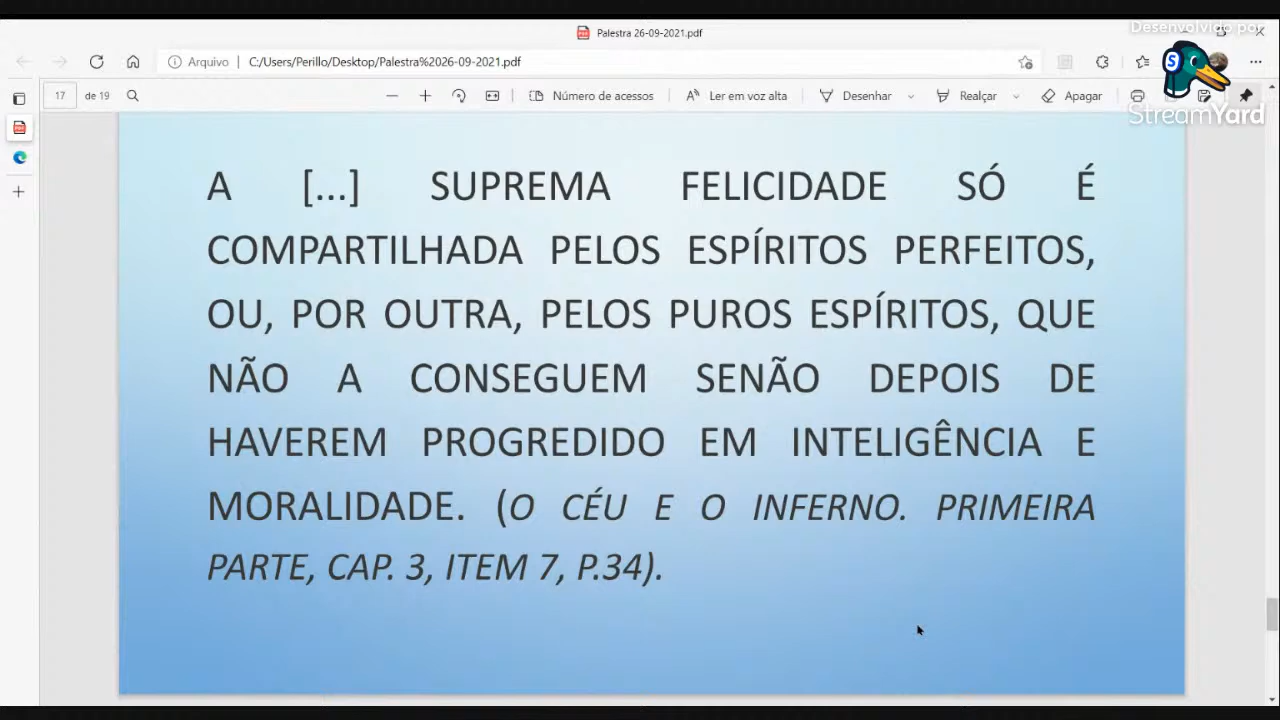 Desenvolvido por
Palestra 26-09-2021.pdf
Arquivo | C:/Users/Perillo/Desktop/Palestra%2026-09-2021.pdf
17 de 19
Número de acessos
Ler em voz alta
Desenhar
Realçar
Apagar
StreamYard
A [...] SUPREMA FELICIDADE SÓ É
COMPARTILHADA PELOS ESPÍRITOS PERFEITOS,
OU, POR OUTRA, PELOS PUROS ESPÍRITOS, QUE
NÃO A CONSEGUEM SENÃO DEPOIS DE
HAVEREM PROGREDIDO EM INTELIGÊNCIA E
MORALIDADE. (O CÉU E O INFERNO. PRIMEIRA
PARTE, CAP. 3, ITEM 7, P.34).